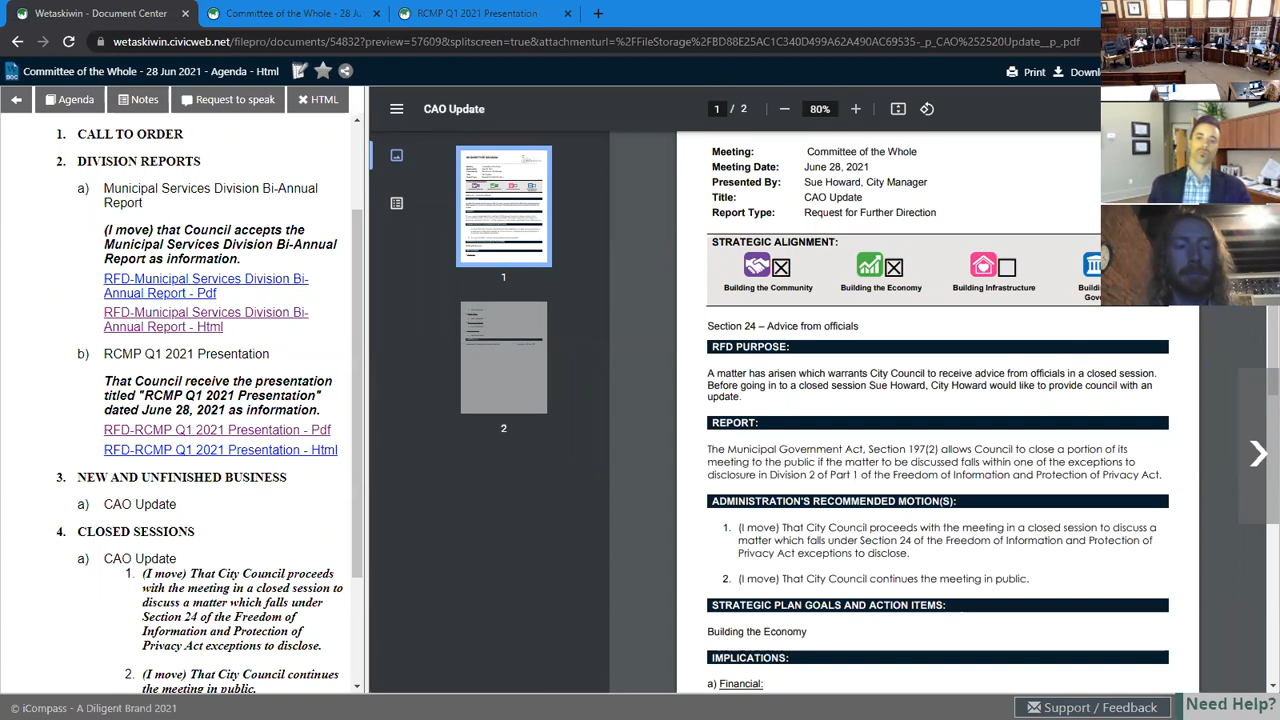 Wetaskiwin - Document Center
Committee of the Whole - 28 Ju
RCMP Q1 2021 Presentation
Committee of the Whole - 28 Jun 2021 - Agenda - Html
Print
Downl
Agenda
Notes
Request to speak
HTML
1. CALL TO ORDER
2. DIVISION REPORTS
a) Municipal Services Division Bi-Annual
Report
(I move) that Council accepts the
Municipal Services Division Bi-Annual
Report as information.
RFD-Municipal Services Division Bi-
Annual Report - Pdf
RFD-Municipal Services Division Bi-
Annual Report - Html
b) RCMP Q1 2021 Presentation
That Council receive the presentation
titled "RCMP Q1 2021 Presentation"
dated June 28, 2021 as information.
RFD-RCMP Q1 2021 Presentation - Pdf
RFD-RCMP Q1 2021 Presentation - Html
3. NEW AND UNFINISHED BUSINESS
a) CAO Update
4. CLOSED SESSIONS
a) CAO Update
1. (I move) That City Council proceeds
with the meeting in a closed session to
discuss a matter which falls under
Section 24 of the Freedom of
Information and Protection of
Privacy Act exceptions to disclose.
2. (I move) That City Council continues
the meeting in public.
CAO Update
1 / 2
80%
1
2
Meeting: Committee of the Whole
Meeting Date: June 28, 2021
Presented By: Sue Howard, City Manager
Title: CAO Update
Report Type: Request for Further Direction
STRATEGIC ALIGNMENT:
Building the Community
Building the Economy
Building Infrastructure
Section 24 – Advice from officials
RFD PURPOSE:
A matter has arisen which warrants City Council to receive advice from officials in a closed session.
Before going in to a closed session Sue Howard, City Howard would like to provide council with an
update.
REPORT:
The Municipal Government Act, Section 197(2) allows Council to close a portion of its
meeting to the public if the matter to be discussed falls within one of the exceptions to
disclosure in Division 2 of Part 1 of the Freedom of Information and Protection of Privacy Act.
ADMINISTRATION'S RECOMMENDED MOTION(S):
1. (I move) That City Council proceeds with the meeting in a closed session to discuss a
matter which falls under Section 24 of the Freedom of Information and Protection of
Privacy Act exceptions to disclose.
2. (I move) That City Council continues the meeting in public.
STRATEGIC PLAN GOALS AND ACTION ITEMS:
Building the Economy
IMPLICATIONS:
a) Financial:
© iCompass - A Diligent Brand 2021
Support / Feedback
Need Help?